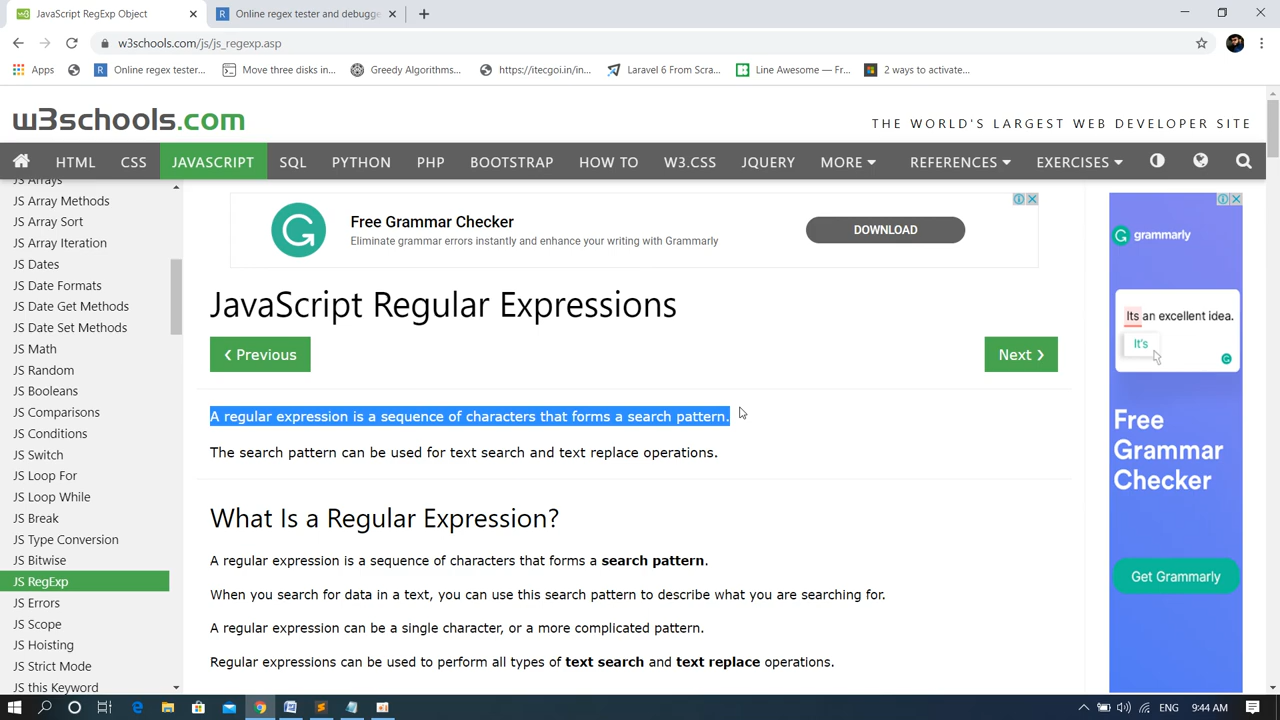 JavaScript RegExp Object
Online regex tester and debugge
w3schools.com/js/js_regexp.asp
Apps
Online regex tester...
Move three disks in...
Greedy Algorithms...
https://itecgoi.in/in...
Laravel 6 From Scra...
Line Awesome — Fr...
2 ways to activate...
w3schools.com
THE WORLD'S LARGEST WEB DEVELOPER SITE
HTML CSS JAVASCRIPT SQL PYTHON PHP BOOTSTRAP HOW TO W3.CSS JQUERY MORE REFERENCES EXERCISES
JS Arrays
JS Array Methods
JS Array Sort
JS Array Iteration
JS Dates
JS Date Formats
JS Date Get Methods
JS Date Set Methods
JS Math
JS Random
JS Booleans
JS Comparisons
JS Conditions
JS Switch
JS Loop For
JS Loop While
JS Break
JS Type Conversion
JS Bitwise
JS RegExp
JS Errors
JS Scope
JS Hoisting
JS Strict Mode
JS this Keyword
Free Grammar Checker
Eliminate grammar errors instantly and enhance your writing with Grammarly
DOWNLOAD
JavaScript Regular Expressions
❮ Previous
Next ❯
A regular expression is a sequence of characters that forms a search pattern.
The search pattern can be used for text search and text replace operations.
What Is a Regular Expression?
A regular expression is a sequence of characters that forms a search pattern.
When you search for data in a text, you can use this search pattern to describe what you are searching for.
A regular expression can be a single character, or a more complicated pattern.
Regular expressions can be used to perform all types of text search and text replace operations.
grammarly
Its an excellent idea.
It's
Free
Grammar
Checker
Get Grammarly
ENG
9:44 AM